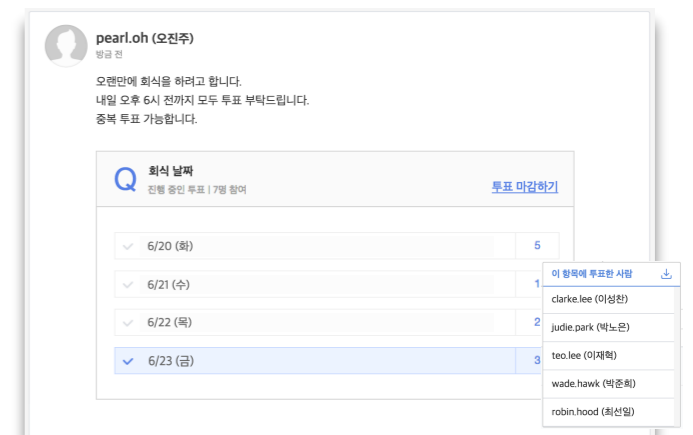 pearl.oh (오진주)
방금 전
오랜만에 회식을 하려고 합니다.
내일 오후 6시 전까지 모두 투표 부탁드립니다.
중복 투표 가능합니다.
Q 회식 날짜
진행 중인 투표 | 7명 참여
투표 마감하기
6/20 (화) 5
6/21 (수) 1
6/22 (목) 2
6/23 (금) 3
이 항목에 투표한 사람
clarke.lee (이성찬)
judie.park (박노은)
teo.lee (이재혁)
wade.hawk (박준희)
robin.hood (최선일)